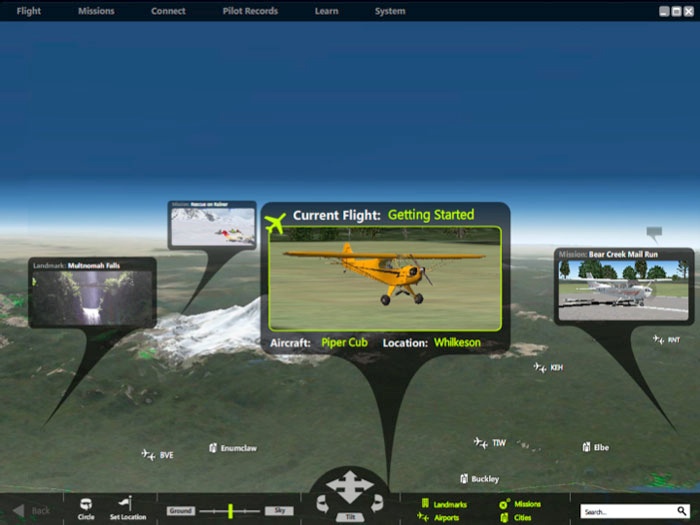 Flight Missions Connect Pilot Records Learn System
Mission: Rescue on Rainer
Current Flight: Getting Started
Landmark: Multnomah Falls
Mission: Bear Creek Mail Run
Aircraft: Piper Cub Location: Whilkeson
RNT
KEH
BVE
Enumclaw
TIW
Elbe
Buckley
Back
Circle
Set Location
Ground
Sky
Tilt
Landmarks
Missions
Airports
Cities
Search...